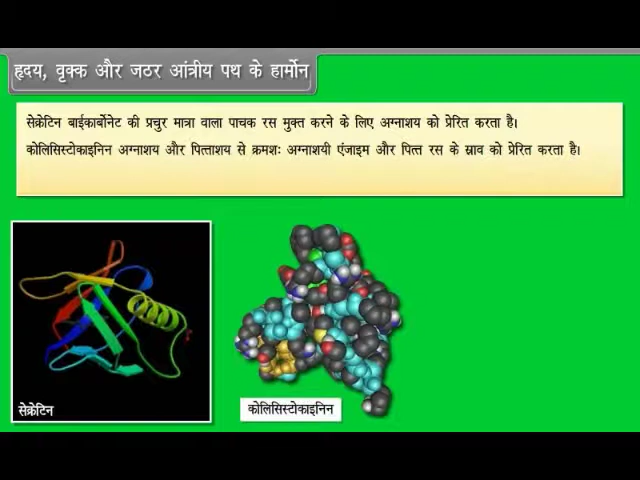 हृदय, वृक्क और जठर आंत्रीय पथ के हार्मोन
सेक्रेटिन बाईकार्बोनेट की प्रचुर मात्रा वाला पाचक रस मुक्त करने के लिए अग्नाशय को प्रेरित करता है।
कोलिसिस्टोकाइनिन अग्नाशय और पित्ताशय से क्रमशः अग्नाशयी एंजाइम और पित्त रस के स्राव को प्रेरित करता है।
सेक्रेटिन
कोलिसिस्टोकाइनिन